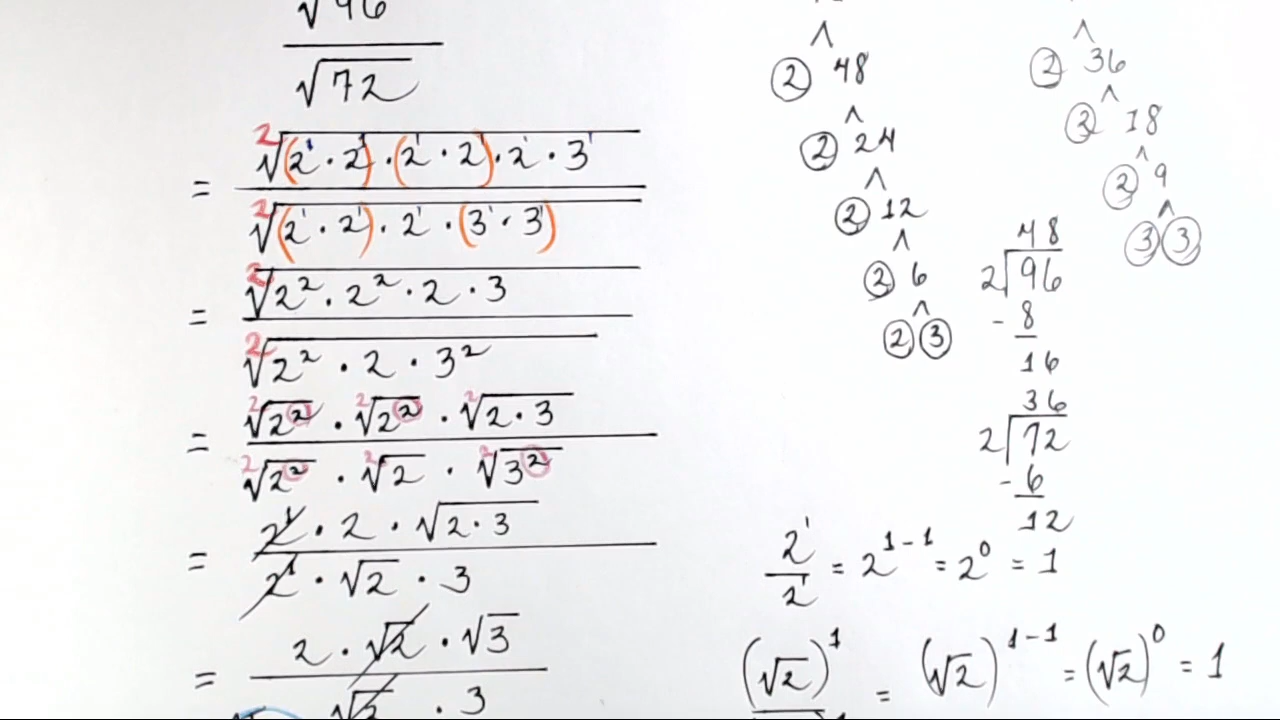 √96
√72
= ²√(2¹ · 2¹) · (2¹ · 2¹) · 2¹ · 3¹
²√(2¹ · 2¹) · 2¹ · (3¹ · 3¹)
= ²√2² · 2² · 2 · 3
²√2² · 2 · 3²
= ²√2² · ²√2² · ²√2 · 3
²√2² · ²√2 · ²√3²
= 2¹ · 2 · √2 · 3
2¹ · √2 · 3
= 2 · √2 · √3
√2 · 3
2 48
2 24
2 12
2 6
2 3
2 36
2 18
2 9
3 3
48
2)96
- 8
16
36
2)72
- 6
12
2¹
2¹ = 2¹⁻¹ = 2⁰ = 1
(√2)¹ = (√2)¹⁻¹ = (√2)⁰ = 1